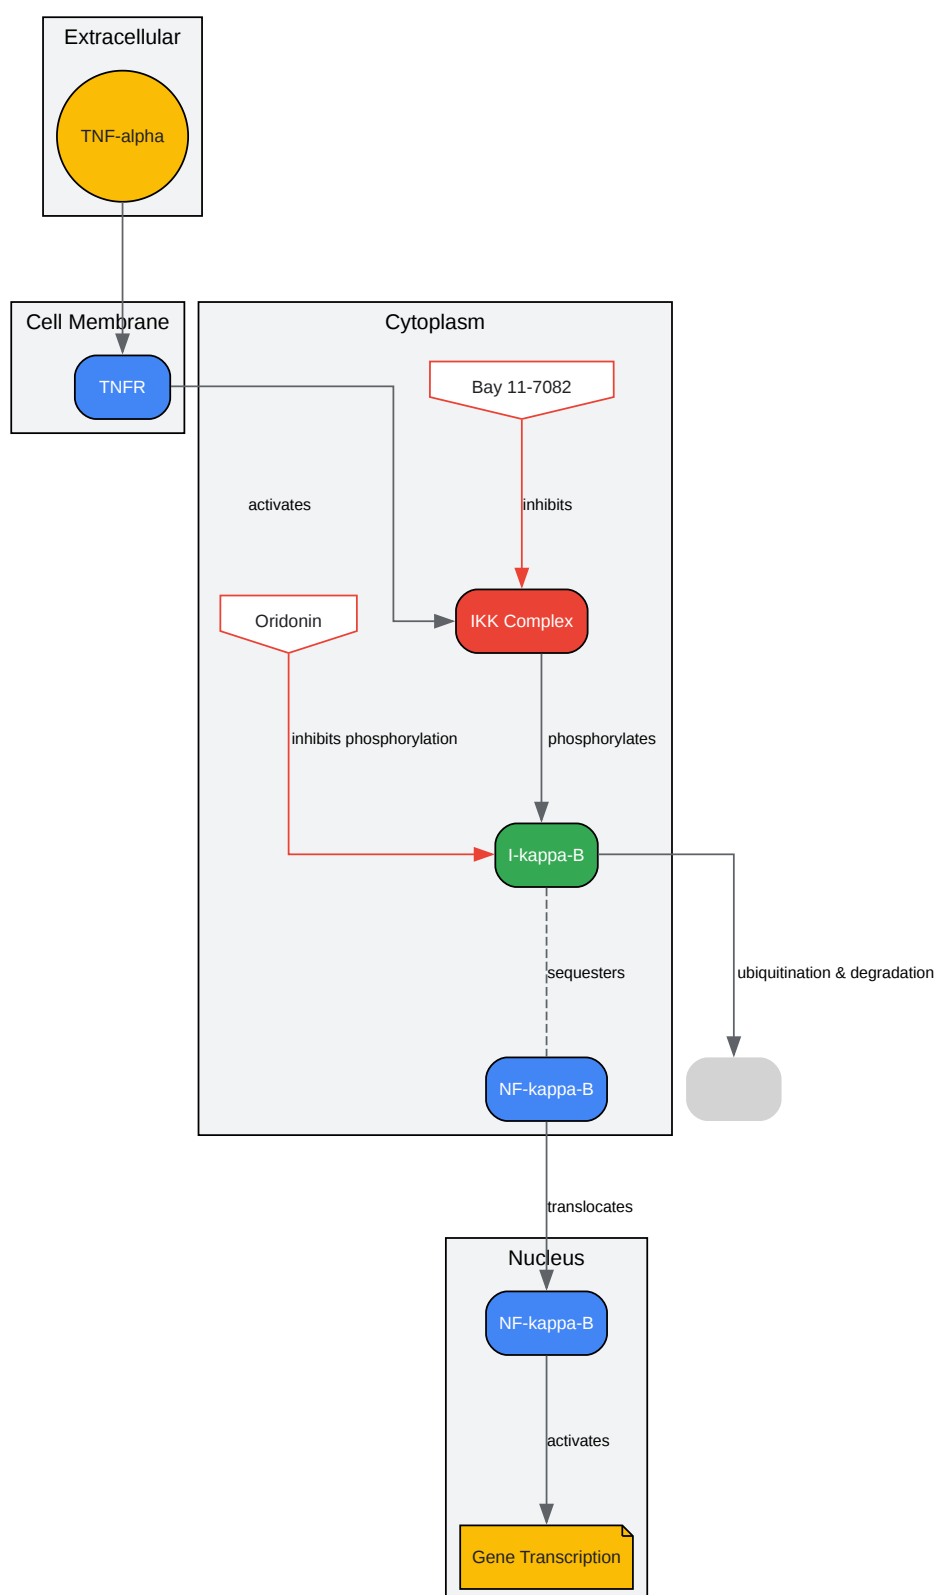 Extracellular
TNF-alpha
Cell Membrane
Cytoplasm
TNFR
Bay 11-7082
activates
inhibits
Oridonin
IKK Complex
inhibits phosphorylation
phosphorylates
I-kappa-B
sequesters
ubiquitination & degradation
NF-kappa-B
translocates
Nucleus
NF-kappa-B
activates
Gene Transcription